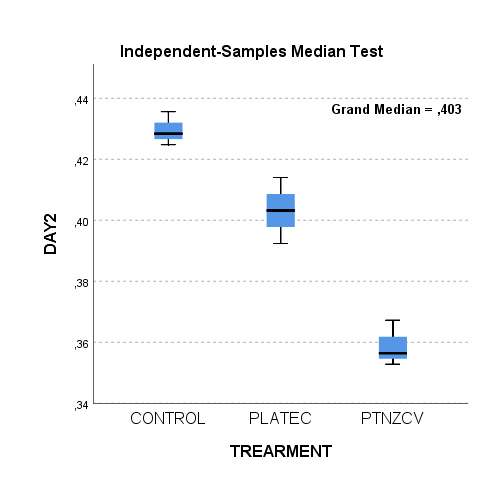 Independent-Samples Median Test
Grand Median = ,403
,44
,42
,40
,38
,36
,34
DAY2
CONTROL PLATEC PTNZCV
TREARMENT